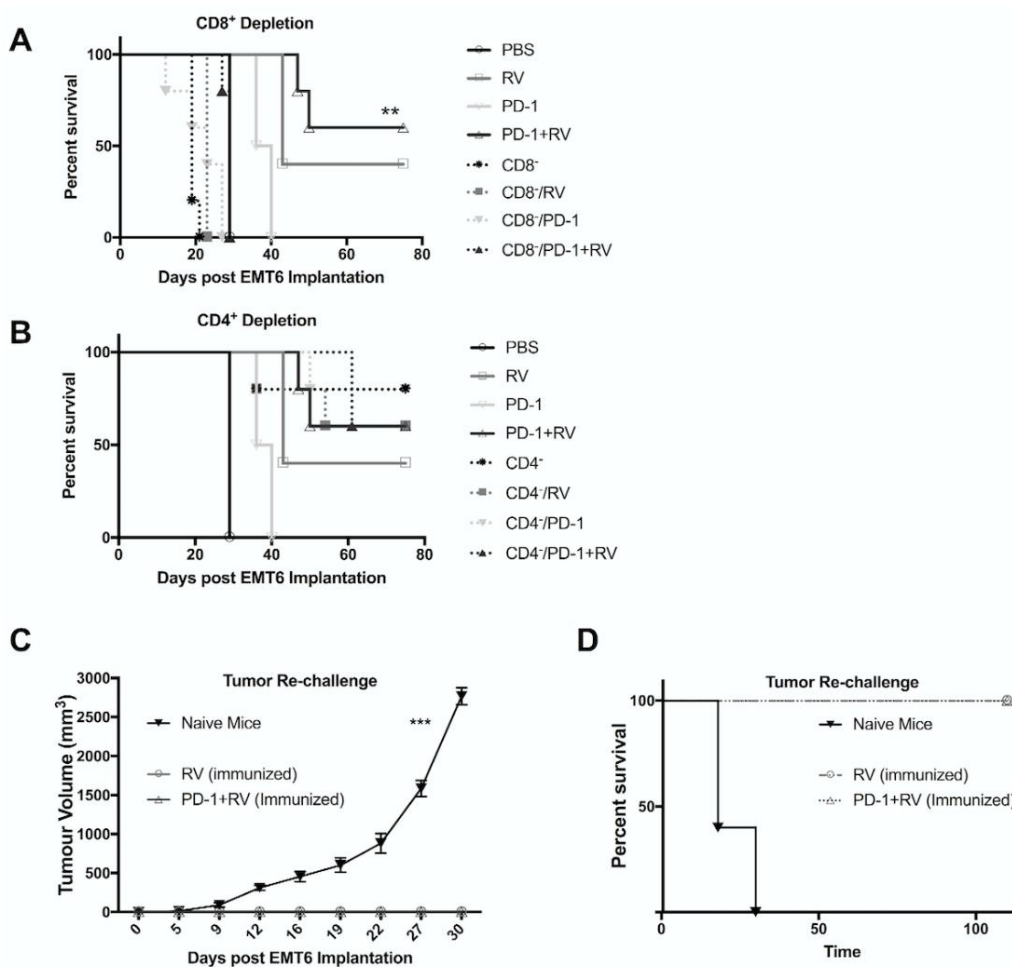 A
CD8⁺ Depletion
Percent survival
100
50
0
0 20 40 60 80
Days post EMT6 Implantation
**
PBS
RV
PD-1
PD-1+RV
CD8⁻
CD8⁻/RV
CD8⁻/PD-1
CD8⁻/PD-1+RV
B
CD4⁺ Depletion
Percent survival
100
50
0
0 20 40 60 80
Days post EMT6 Implantation
PBS
RV
PD-1
PD-1+RV
CD4⁻
CD4⁻/RV
CD4⁻/PD-1
CD4⁻/PD-1+RV
C
Tumor Re-challenge
Tumour Volume (mm³)
3000
2500
2000
1500
1000
500
0
Naive Mice
RV (immunized)
PD-1+RV (Immunized)
***
0 5 9 12 16 19 22 27 30
Days post EMT6 Implantation
D
Tumor Re-challenge
Percent survival
100
50
0
Naive Mice
RV (immunized)
PD-1+RV (Immunized)
50 100
Time